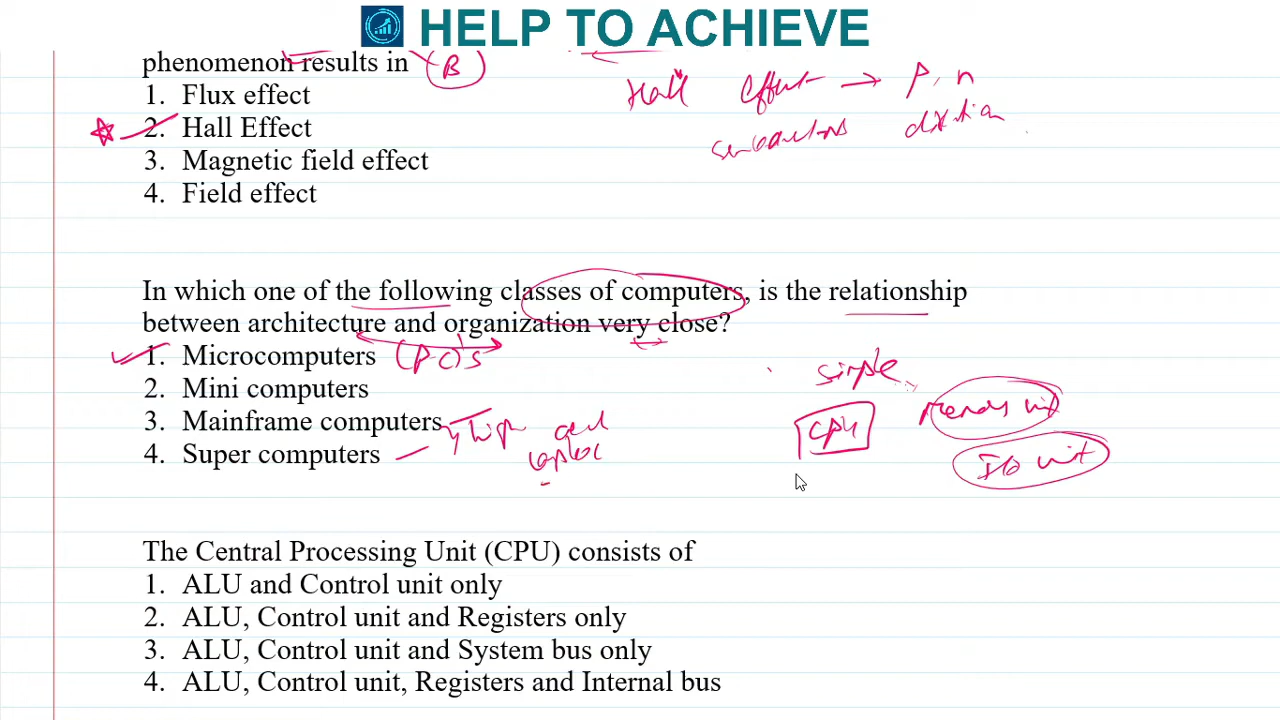 HELP TO ACHIEVE
phenomenon results in (B)
Hall effect → P, n
1. Flux effect
2. Hall Effect
3. Magnetic field effect
4. Field effect
In which one of the following classes of computers, is the relationship
between architecture and organization very close?
1. Microcomputers (PC)'s
simple
2. Mini computers
3. Mainframe computers
CPU
4. Super computers
unit
The Central Processing Unit (CPU) consists of
1. ALU and Control unit only
2. ALU, Control unit and Registers only
3. ALU, Control unit and System bus only
4. ALU, Control unit, Registers and Internal bus